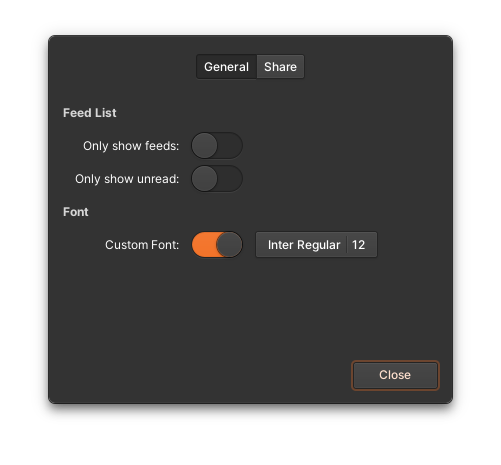 General Share
Feed List
Only show feeds:
Only show unread:
Font
Custom Font: Inter Regular 12
Close